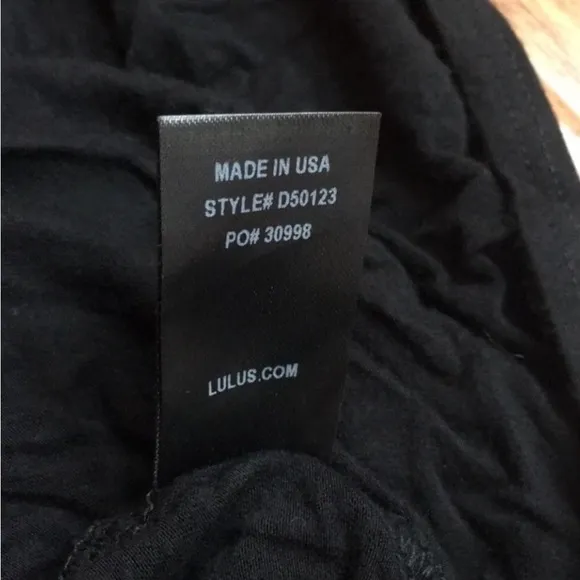 MADE IN USA
STYLE# D50123
PO# 30998
LULUS.COM